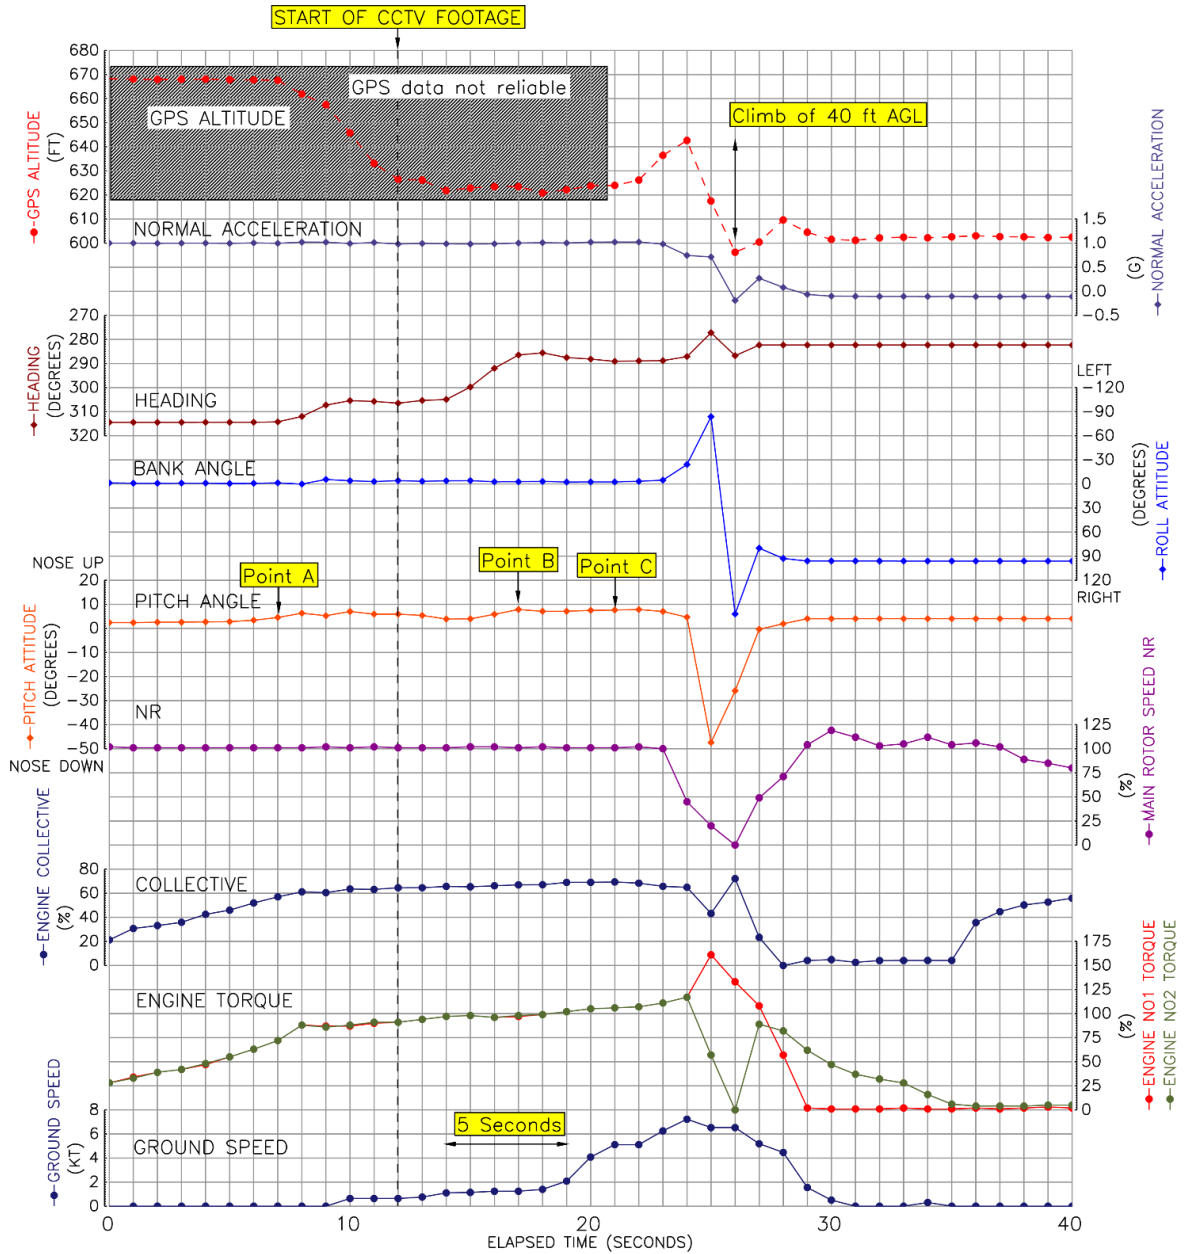 START OF CCTV FOOTAGE
680
670
660
650
640
630
620
610
600
GPS ALTITUDE
(FT)
GPS data not reliable
GPS ALTITUDE
Climb of 40 ft AGL
NORMAL ACCELERATION
1.5
1.0
0.5
0.0
-0.5
(G)
NORMAL ACCELERATION
270
280
290
300
310
320
HEADING
(DEGREES)
HEADING
LEFT
-120
-90
-60
-30
0
30
60
90
120
RIGHT
(DEGREES)
ROLL ATTITUDE
BANK ANGLE
NOSE UP
20
10
0
-10
-20
-30
-40
-50
NOSE DOWN
PITCH ATTITUDE
(DEGREES)
Point A
Point B
Point C
PITCH ANGLE
NR
125
100
75
50
25
0
(%)
MAIN ROTOR SPEED NR
80
60
40
20
0
ENGINE COLLECTIVE
(%)
COLLECTIVE
175
150
125
100
75
50
25
0
(%)
ENGINE NO1 TORQUE
ENGINE NO2 TORQUE
ENGINE TORQUE
8
6
4
2
0
GROUND SPEED
(KT)
5 Seconds
GROUND SPEED
0
10
20
30
40
ELAPSED TIME (SECONDS)